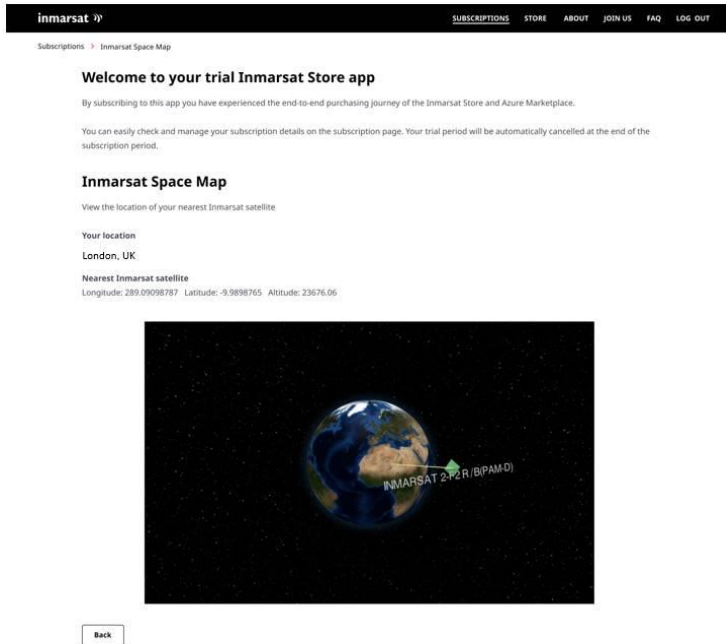 inmarsat
SUBSCRIPTIONS STORE ABOUT JOIN US FAQ LOG OUT
Subscriptions > Inmarsat Space Map
Welcome to your trial Inmarsat Store app
By subscribing to this app you have experienced the end-to-end purchasing journey of the Inmarsat Store and Azure Marketplace.
You can easily check and manage your subscription details on the subscription page. Your trial period will be automatically cancelled at the end of the
subscription period.
Inmarsat Space Map
View the location of your nearest Inmarsat satellite
Your location
London, UK
Nearest Inmarsat satellite
Longitude: 289.09098787 Latitude: -9.9898765 Altitude: 23676.06
INMARSAT 2-F2 R/B(PAM-D)
Back